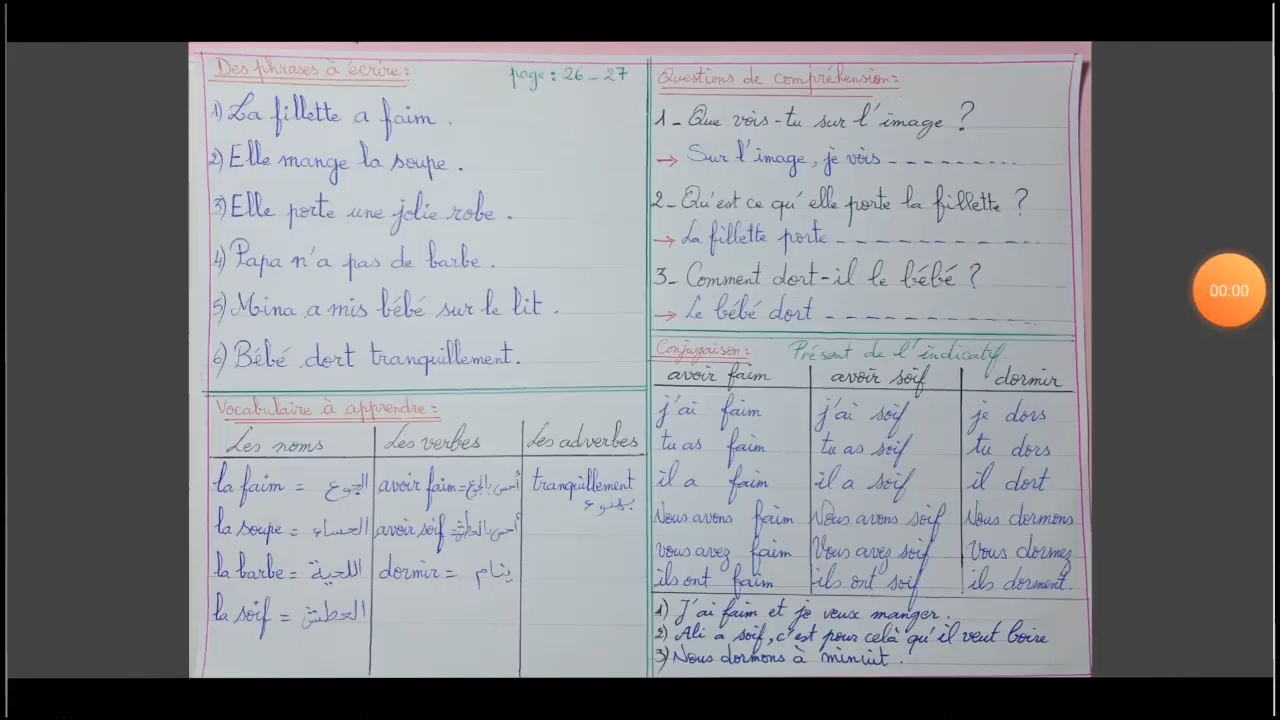 Des phrases à écrire : page : 26 - 27
1) La fillette a faim .
2) Elle mange la soupe .
3) Elle porte une jolie robe .
4) Papa n'a pas de barbe .
5) Mina a mis bébé sur le lit .
6) Bébé dort tranquillement .
Vocabulaire à apprendre :
Les noms Les verbes Les adverbes
la faim = الجوع avoir faim = أحس بالجوع tranquillement
بهدوء
la soupe = الحساء avoir soif = أحس بالعطش
la barbe = اللحية dormir = ينام
la soif = العطش
Questions de compréhension :
1 - Que vois-tu sur l'image ?
→ Sur l'image, je vois - - - - - - - - -
2 - Qu'est ce qu'elle porte la fillette ?
→ La fillette porte - - - - - - - - - - - -
3 - Comment dort-il le bébé ?
→ Le bébé dort - - - - - - - - - - - -
Conjugaison : Présent de l'indicatif
avoir faim avoir soif dormir
j'ai faim j'ai soif je dors
tu as faim tu as soif tu dors
il a faim il a soif il dort
Nous avons faim Nous avons soif Nous dormons
vous avez faim Vous avez soif Vous dormez
ils ont faim ils ont soif ils dorment
1) J'ai faim et je veux manger .
2) Ali a soif, c'est pour celà qu'il veut boire
3) Nous dormons à minuit .
00:00